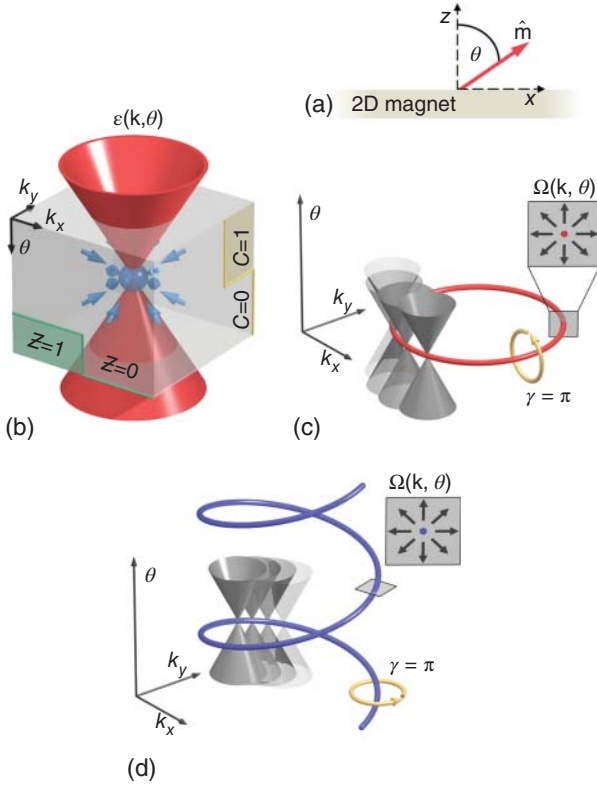 z
m̂
θ
x
2D magnet
(a)
ε(k,θ)
k_y
k_x
θ
C=1
C=0
Z=1
Z=0
(b)
θ
k_y
k_x
Ω(k, θ)
γ = π
(c)
θ
k_y
k_x
Ω(k, θ)
γ = π
(d)